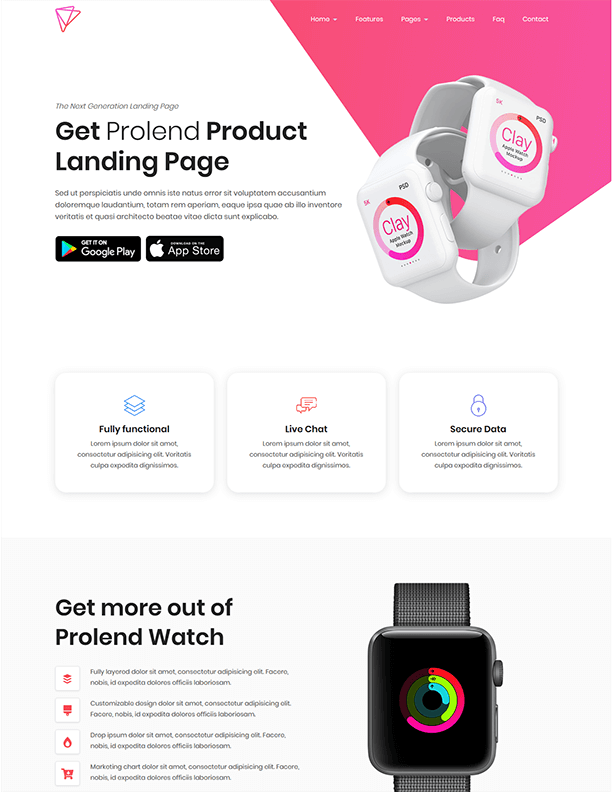 Home Features Pages Products Faq Contact
The Next Generation Landing Page
Get Prolend Product
Landing Page
Sed ut perspiciatis unde omnis iste natus error sit voluptatem accusantium
doloremque laudantium, totam rem aperiam, eaque ipsa quae ab illo inventore
veritatis et quasi architecto beatae vitae dicta sunt explicabo.
GET IT ON
Google Play
Download on the
App Store
5K
PSD
Clay
Apple Watch
Mockup
5K
PSD
Clay
Apple Watch
Mockup
Fully functional
Lorem ipsum dolor sit amet,
consectetur adipisicing elit. Voritatis
culpa expedita dignissimos.
Live Chat
Lorem ipsum dolor sit amet,
consectetur adipisicing elit. Voritatis
culpa expedita dignissimos.
Secure Data
Lorem ipsum dolor sit amet,
consectetur adipisicing elit. Voritatis
culpa expedita dignissimos.
Get more out of
Prolend Watch
Fully layered dolor sit amet, consectetur adipisicing elit. Facere,
nobis, id expedita dolores officiis laboriosam.
Customizable design dolor sit amet, consectetur adipisicing elit.
Facere, nobis, id expedita dolores officiis laboriosam.
Drop ipsum dolor sit amet, consectetur adipisicing elit. Facere,
nobis, id expedita dolores officiis laboriosam.
Marketing chart dolor sit amet, consectetur adipisicing elit. Facere,
nobis, id expedita dolores officiis laboriosam.